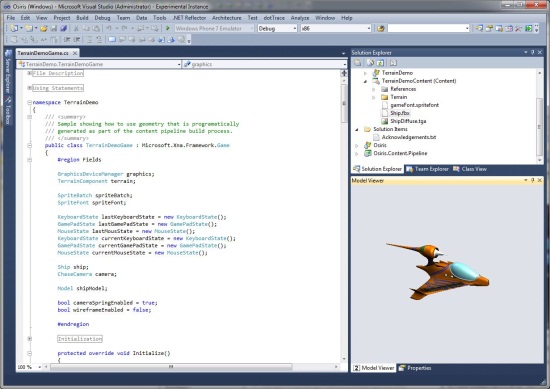 Osiris (Windows) - Microsoft Visual Studio (Administrator) - Experimental Instance
File Edit View Project Build Debug Team Data Tools .NET Reflector Architecture Test dotTrace Analyze Window Help
Windows Phone 7 Emulator Debug x86
TerrainDemoGame.cs
TerrainDemo.TerrainDemoGame graphics
Server Explorer
Toolbox
File Description
Using Statements
namespace TerrainDemo
{
/// <summary>
/// Sample showing how to use geometry that is programatically
/// generated as part of the content pipeline build process.
/// </summary>
public class TerrainDemoGame : Microsoft.Xna.Framework.Game
{
#region Fields
GraphicsDeviceManager graphics;
TerrainComponent terrain;
SpriteBatch spriteBatch;
SpriteFont spriteFont;
KeyboardState lastKeyboardState = new KeyboardState();
GamePadState lastGamePadState = new GamePadState();
MouseState lastMousState = new MouseState();
KeyboardState currentKeyboardState = new KeyboardState();
GamePadState currentGamePadState = new GamePadState();
MouseState currentMouseState = new MouseState();
Ship ship;
ChaseCamera camera;
Model shipModel;
bool cameraSpringEnabled = true;
bool wireframeEnabled = false;
#endregion
Initialization
protected override void Initialize()
{
100 %
Solution Explorer
TerrainDemo
TerrainDemoContent (Content)
References
Terrain
gameFont.spritefont
Ship.fbx
ShipDiffuse.tga
Solution Items
Acknowledgements.txt
Osiris
Osiris.Content.Pipeline
Solution Explorer Team Explorer Class View
Model Viewer
Model Viewer Properties